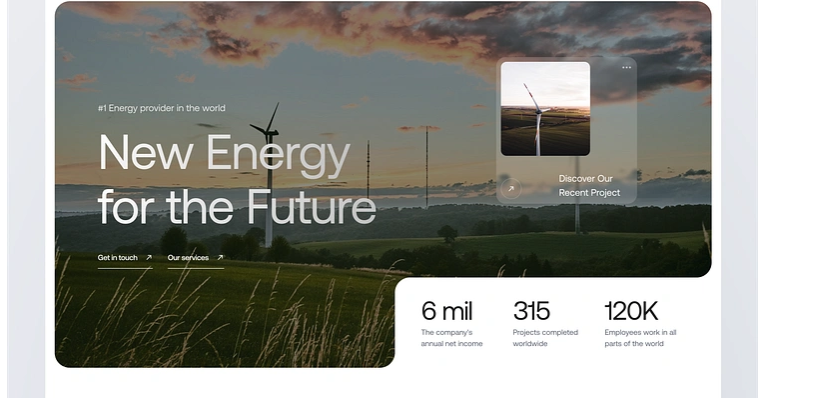 #1 Energy provider in the world
New Energy
for the Future
Get in touch
Our services
Discover Our
Recent Project
6 mil
The company's
annual net income
315
Projects completed
worldwide
120K
Employees work in all
parts of the world